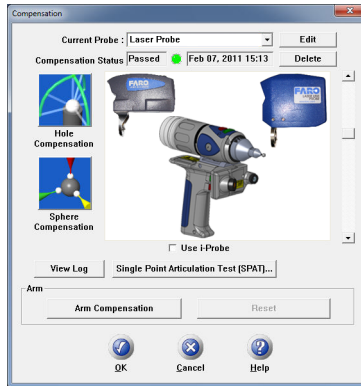 Compensation
Current Probe : Laser Probe Edit
Compensation Status Passed Feb 07, 2011 15:13 Delete
FARO
FARO
Hole
Compensation
Sphere
Compensation
Use i-Probe
View Log Single Point Articulation Test (SPAT)...
Arm
Arm Compensation Reset
OK Cancel Help